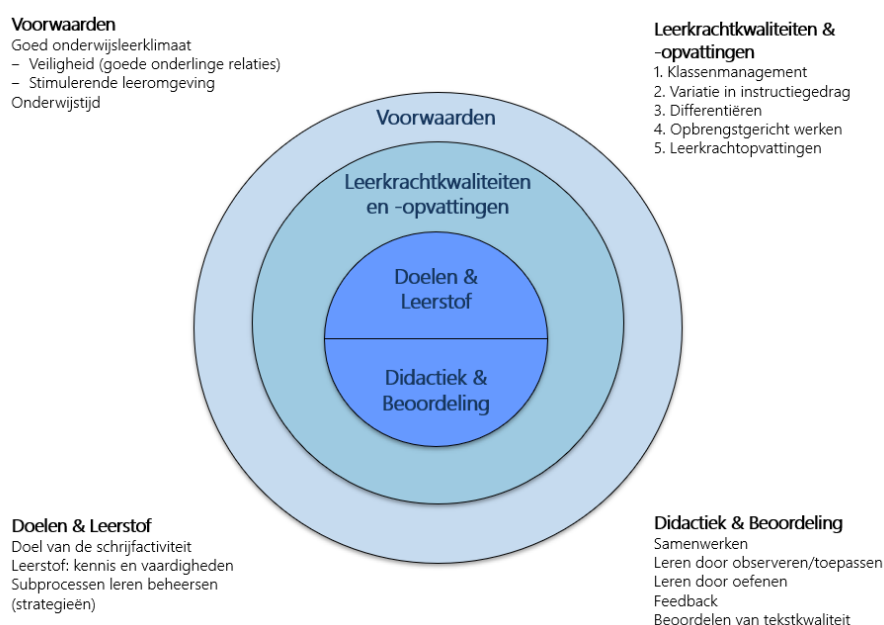 Voorwaarden
Goed onderwijsleerklimaat
– Veiligheid (goede onderlinge relaties)
– Stimulerende leeromgeving
Onderwijstijd
Leerkrachtkwaliteiten &
-opvattingen
1. Klassenmanagement
2. Variatie in instructiegedrag
3. Differentiëren
4. Opbrengstgericht werken
5. Leerkrachtopvattingen
Voorwaarden
Leerkrachtkwaliteiten
en -opvattingen
Doelen &
Leerstof
Didactiek &
Beoordeling
Doelen & Leerstof
Doel van de schrijfactiviteit
Leerstof: kennis en vaardigheden
Subprocessen leren beheersen
(strategieën)
Didactiek & Beoordeling
Samenwerken
Leren door observeren/toepassen
Leren door oefenen
Feedback
Beoordelen van tekstkwaliteit